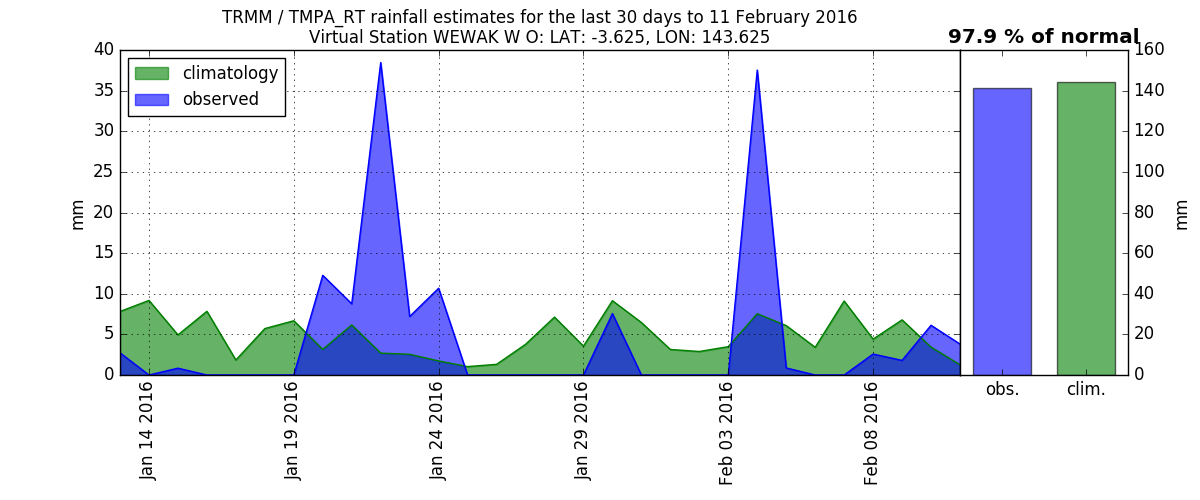 TRMM / TMPA_RT rainfall estimates for the last 30 days to 11 February 2016
Virtual Station WEWAK W O: LAT: -3.625, LON: 143.625
97.9 % of normal
climatology
observed
40
35
30
25
20
15
10
5
0
mm
Jan 14 2016
Jan 19 2016
Jan 24 2016
Jan 29 2016
Feb 03 2016
Feb 08 2016
obs.
clim.
160
140
120
100
80
60
40
20
0
mm